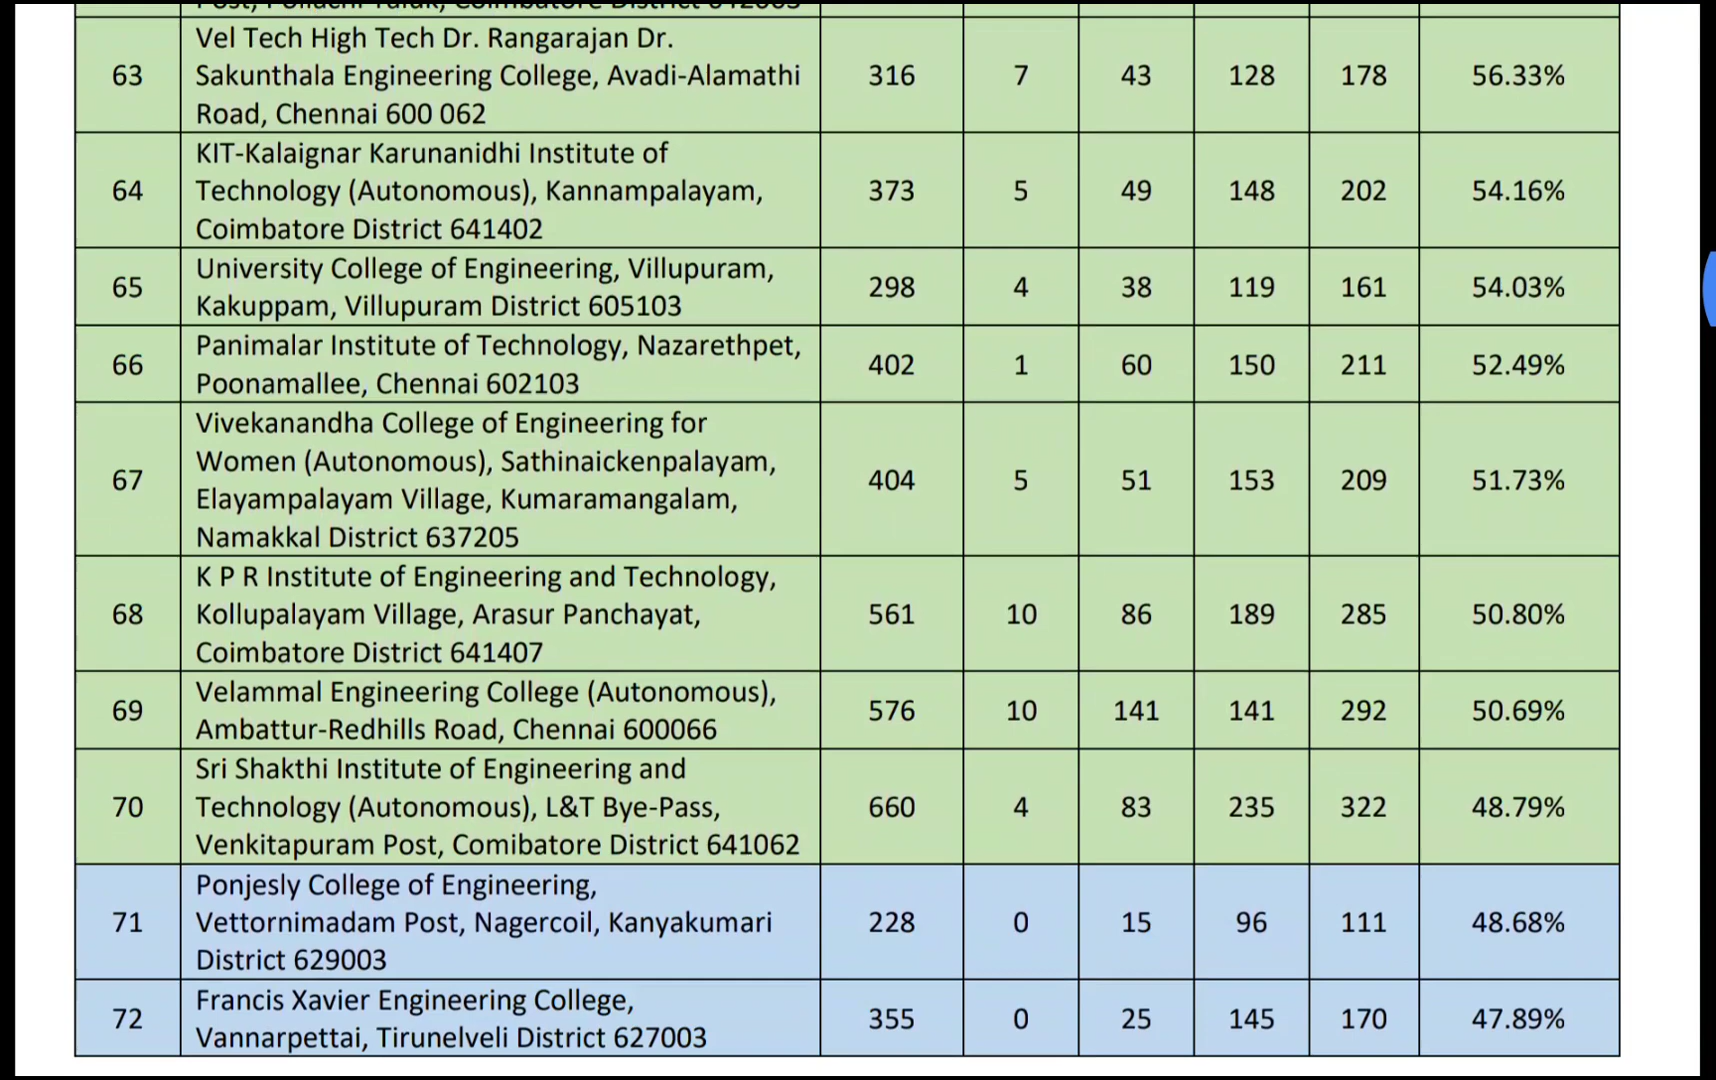 Post, Pollachi Taluk, Coimbatore District 642003
63 Vel Tech High Tech Dr. Rangarajan Dr.
Sakunthala Engineering College, Avadi-Alamathi
Road, Chennai 600 062
316 7 43 128 178 56.33%
64 KIT-Kalaignar Karunanidhi Institute of
Technology (Autonomous), Kannampalayam,
Coimbatore District 641402
373 5 49 148 202 54.16%
65 University College of Engineering, Villupuram,
Kakuppam, Villupuram District 605103
298 4 38 119 161 54.03%
66 Panimalar Institute of Technology, Nazarethpet,
Poonamallee, Chennai 602103
402 1 60 150 211 52.49%
67 Vivekanandha College of Engineering for
Women (Autonomous), Sathinaickenpalayam,
Elayampalayam Village, Kumaramangalam,
Namakkal District 637205
404 5 51 153 209 51.73%
68 K P R Institute of Engineering and Technology,
Kollupalayam Village, Arasur Panchayat,
Coimbatore District 641407
561 10 86 189 285 50.80%
69 Velammal Engineering College (Autonomous),
Ambattur-Redhills Road, Chennai 600066
576 10 141 141 292 50.69%
70 Sri Shakthi Institute of Engineering and
Technology (Autonomous), L&T Bye-Pass,
Venkitapuram Post, Comibatore District 641062
660 4 83 235 322 48.79%
71 Ponjesly College of Engineering,
Vettornimadam Post, Nagercoil, Kanyakumari
District 629003
228 0 15 96 111 48.68%
72 Francis Xavier Engineering College,
Vannarpettai, Tirunelveli District 627003
355 0 25 145 170 47.89%